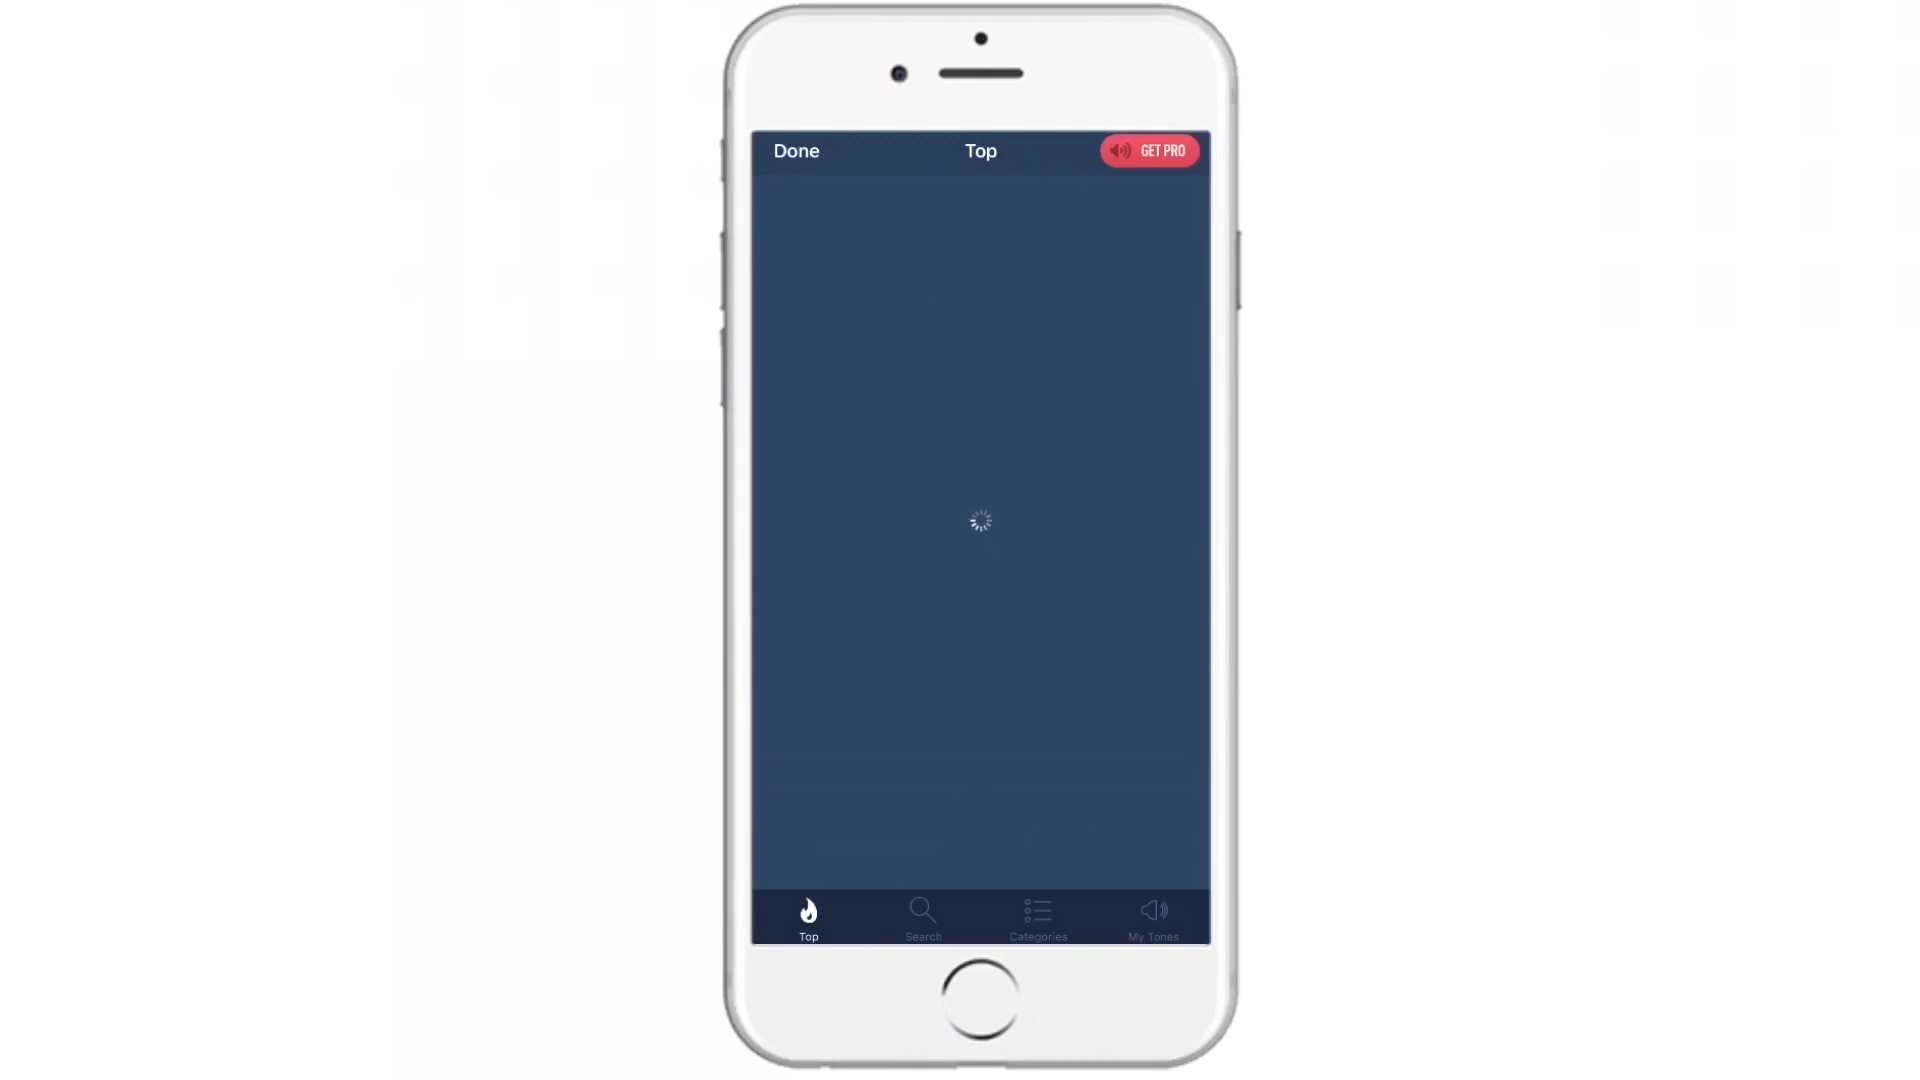 Done
Top
GET PRO
Top
Search
Categories
My Tones